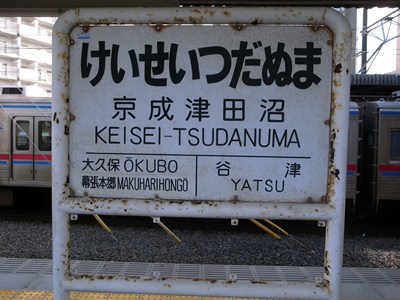 けいせいつだぬま
京成津田沼
KEISEI-TSUDANUMA
大久保 ŌKUBO
幕張本郷 MAKUHARIHONGŌ
谷津
YATSU